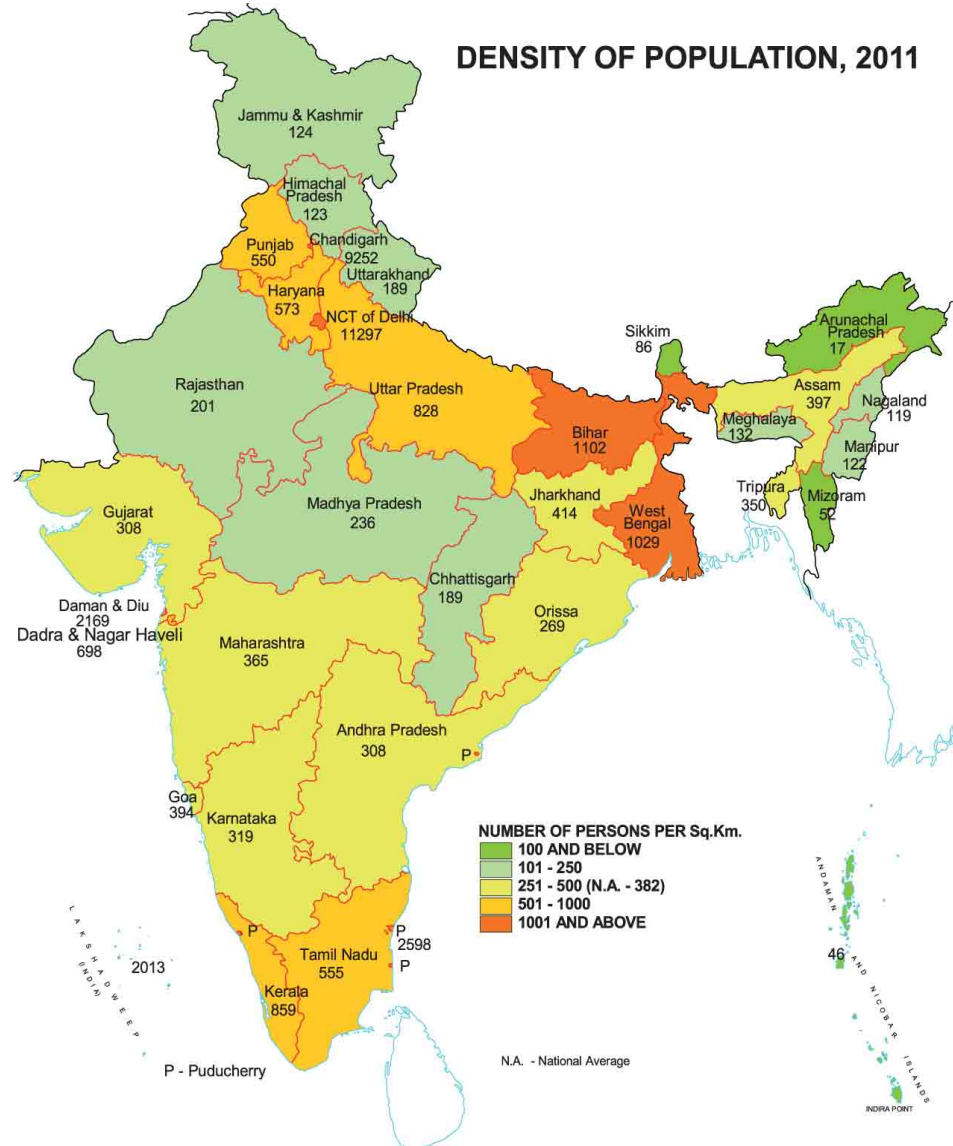 DENSITY OF POPULATION, 2011
Jammu & Kashmir
124
Himachal
Pradesh
123
Punjab
550
Chandigarh
9252
Uttarakhand
189
Haryana
573
NCT of Delhi
11297
Rajasthan
201
Uttar Pradesh
828
Sikkim
86
Arunachal
Pradesh
17
Assam
397
Nagaland
119
Meghalaya
132
Manipur
122
Bihar
1102
Tripura
350
Mizoram
52
Gujarat
308
Madhya Pradesh
236
Jharkhand
414
West
Bengal
1029
Chhattisgarh
189
Daman & Diu
2169
Dadra & Nagar Haveli
698
Orissa
269
Maharashtra
365
Andhra Pradesh
308
P
Goa
394
Karnataka
319
NUMBER OF PERSONS PER Sq.Km.
100 AND BELOW
101 - 250
251 - 500 (N.A. - 382)
501 - 1000
1001 AND ABOVE
P
P
2598
P
Tamil Nadu
555
Kerala
859
LAKSHADWEEP
(INDIA)
2013
46
ANDAMAN AND NICOBAR ISLANDS
INDIRA POINT
P - Puducherry
N.A. - National Average